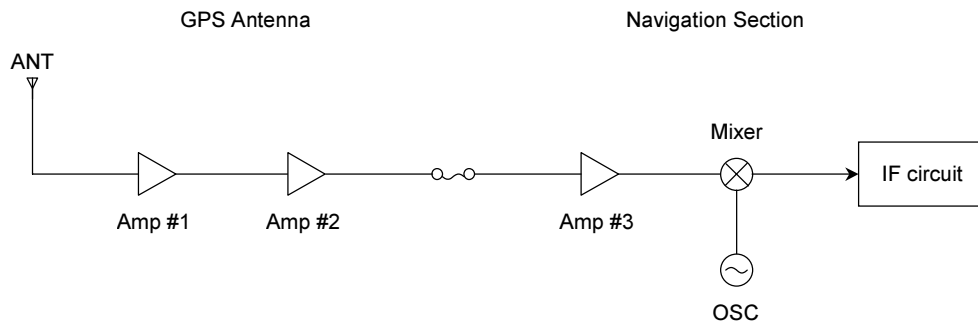 GPS Antenna
Navigation Section
ANT
Mixer
IF circuit
Amp #1
Amp #2
Amp #3
OSC